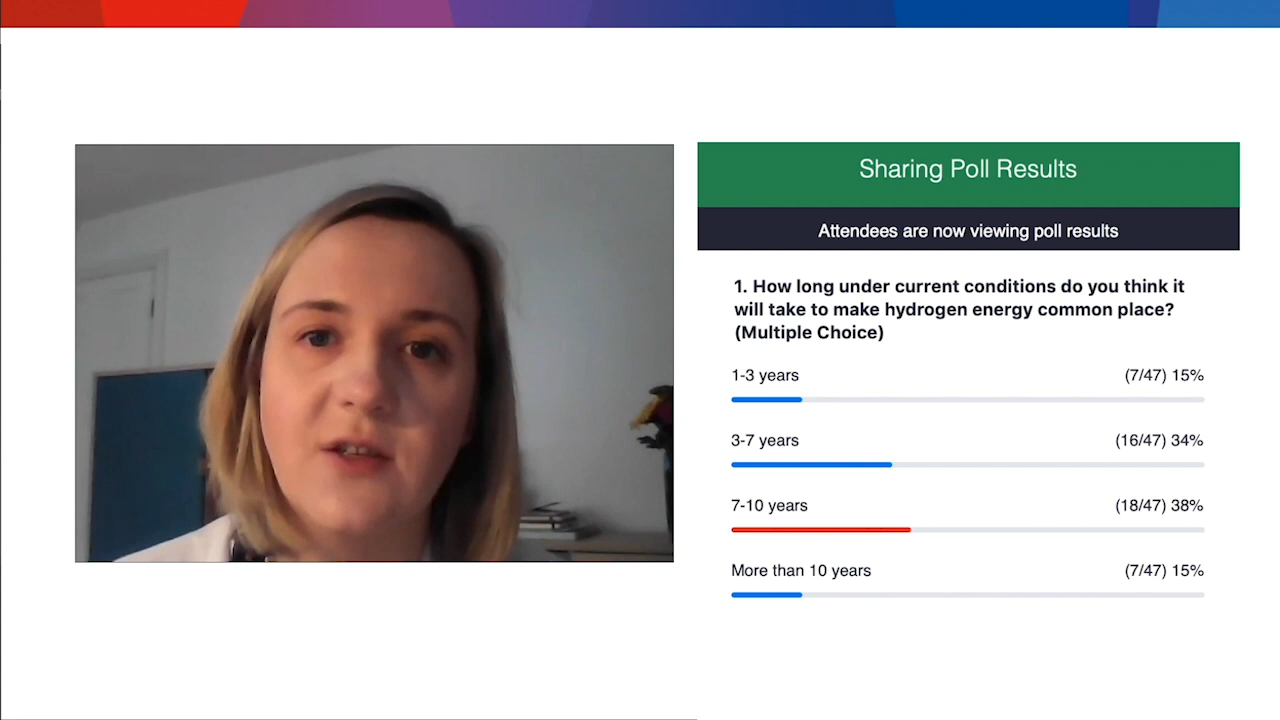 Sharing Poll Results
Attendees are now viewing poll results
1. How long under current conditions do you think it
will take to make hydrogen energy common place?
(Multiple Choice)
1-3 years (7/47) 15%
3-7 years (16/47) 34%
7-10 years (18/47) 38%
More than 10 years (7/47) 15%